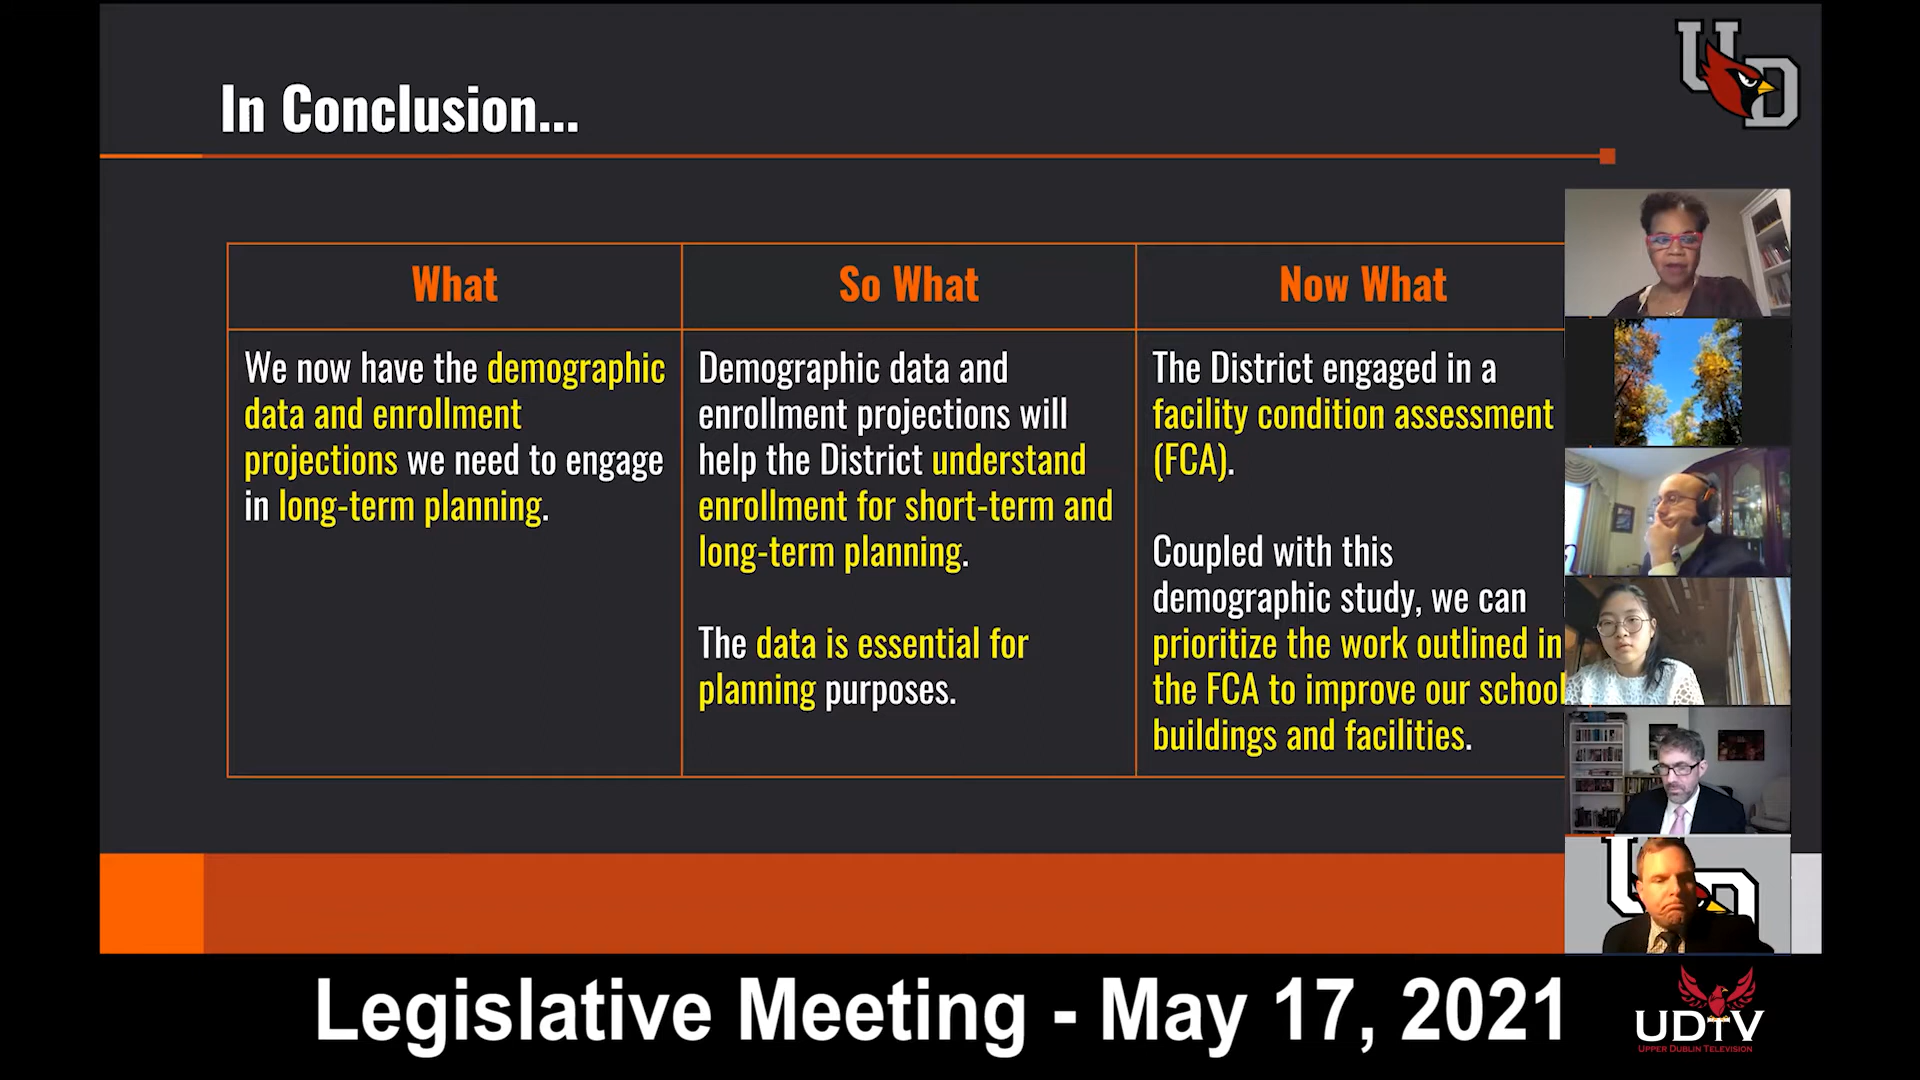 In Conclusion...
UD
What
So What
Now What
We now have the demographic
data and enrollment
projections we need to engage
in long-term planning.
Demographic data and
enrollment projections will
help the District understand
enrollment for short-term and
long-term planning.
The data is essential for
planning purposes.
The District engaged in a
facility condition assessment
(FCA).
Coupled with this
demographic study, we can
prioritize the work outlined in
the FCA to improve our school
buildings and facilities.
Legislative Meeting - May 17, 2021
UDTV
UPPER DUBLIN TELEVISION